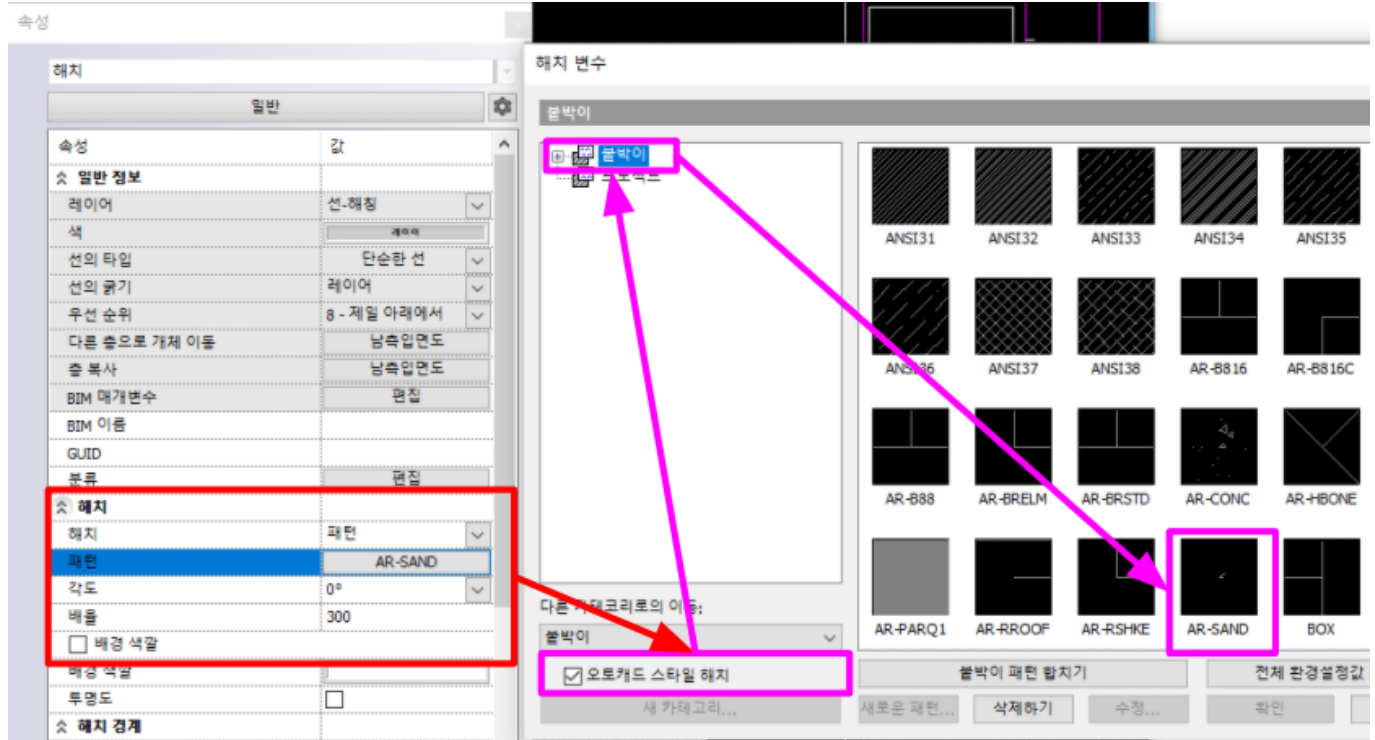 속성
해치
일반
속성 값
일반 정보
레이어 선-해칭
색 레이어
선의 타입 단순한 선
선의 굵기 레이어
우선 순위 8 - 제일 아래에서
다른 층으로 개체 이동 남측입면도
층 복사 남측입면도
BIM 매개변수 편집
BIM 이름
GUID
분류 편집
해치
해치 패턴
패턴 AR-SAND
각도 0°
배율 300
배경 색깔
배경 색깔
투명도
해치 경계
해치 변수
붙박이
붙박이
프로젝트
다른 카테코리로의 이동:
붙박이
오토캐드 스타일 해치
새 카테고리...
ANSI31 ANSI32 ANSI33 ANSI34 ANSI35
ANSI36 ANSI37 ANSI38 AR-B816 AR-B816C
AR-B88 AR-BRELM AR-BRSTD AR-CONC AR-HBONE
AR-PARQ1 AR-RROOF AR-RSHKE AR-SAND BOX
붙박이 패턴 합치기 전체 환경설정값
새로운 패턴... 삭제하기 수정... 확인